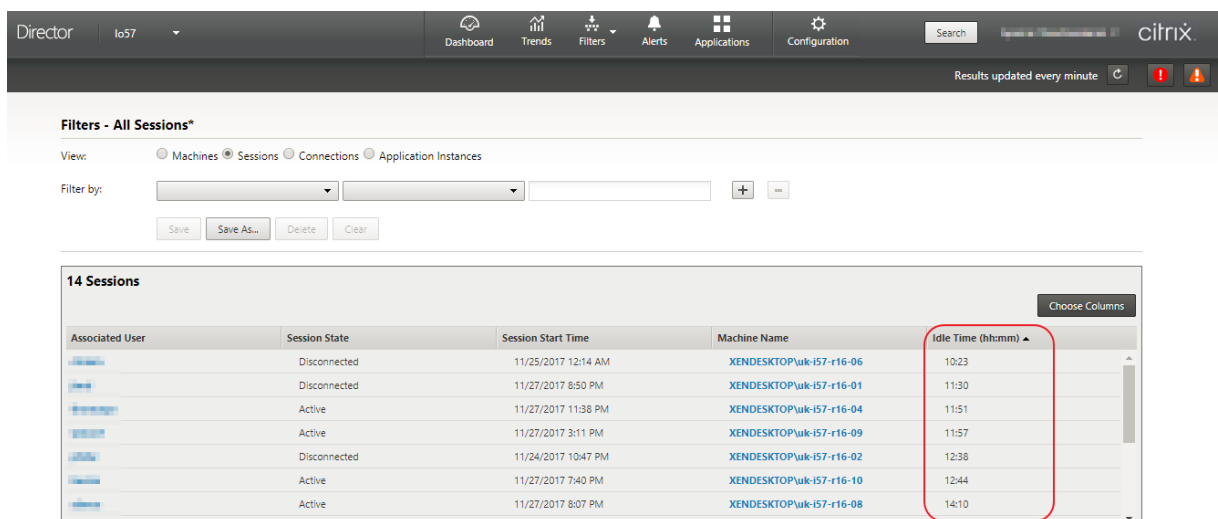 Director Io57 Dashboard Trends Filters Alerts Applications Configuration Search citrix
Results updated every minute
Filters - All Sessions*
View: Machines Sessions Connections Application Instances
Filter by:
Save Save As... Delete Clear
14 Sessions
Choose Columns
Associated User Session State Session Start Time Machine Name Idle Time (hh:mm)
Disconnected 11/25/2017 12:14 AM XENDESKTOP\uk-i57-r16-06 10:23
Disconnected 11/27/2017 8:50 PM XENDESKTOP\uk-i57-r16-01 11:30
Active 11/27/2017 11:38 PM XENDESKTOP\uk-i57-r16-04 11:51
Active 11/27/2017 3:11 PM XENDESKTOP\uk-i57-r16-09 11:57
Disconnected 11/24/2017 10:47 PM XENDESKTOP\uk-i57-r16-02 12:38
Active 11/27/2017 7:40 PM XENDESKTOP\uk-i57-r16-10 12:44
Active 11/27/2017 8:07 PM XENDESKTOP\uk-i57-r16-08 14:10